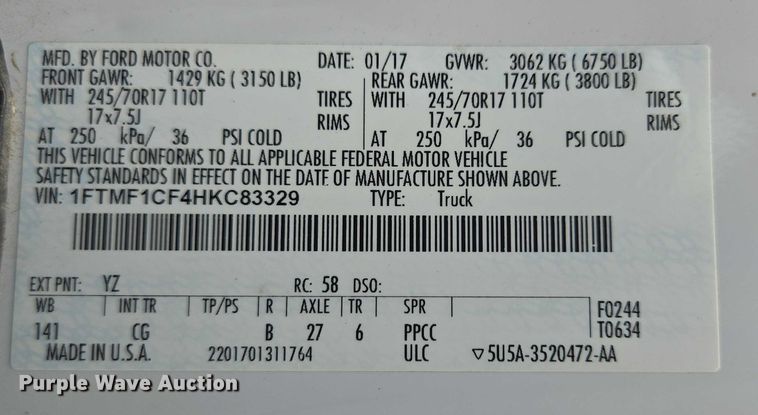 MFD. BY FORD MOTOR CO. DATE: 01/17 GVWR: 3062 KG ( 6750 LB)
FRONT GAWR: 1429 KG ( 3150 LB) REAR GAWR: 1724 KG ( 3800 LB)
WITH 245/70R17 110T TIRES WITH 245/70R17 110T TIRES
17x7.5J RIMS 17x7.5J RIMS
AT 250 kPa/ 36 PSI COLD AT 250 kPa/ 36 PSI COLD
THIS VEHICLE CONFORMS TO ALL APPLICABLE FEDERAL MOTOR VEHICLE
SAFETY STANDARDS IN EFFECT ON THE DATE OF MANUFACTURE SHOWN ABOVE.
VIN: 1FTMF1CF4HKC83329 TYPE: Truck
EXT PNT: YZ RC: 58 DSO:
WB INT TR TP/PS R AXLE TR SPR F0244
141 CG B 27 6 PPCC T0634
MADE IN U.S.A. 2201701311764 ULC ▽5U5A-3520472-AA
Purple Wave Auction